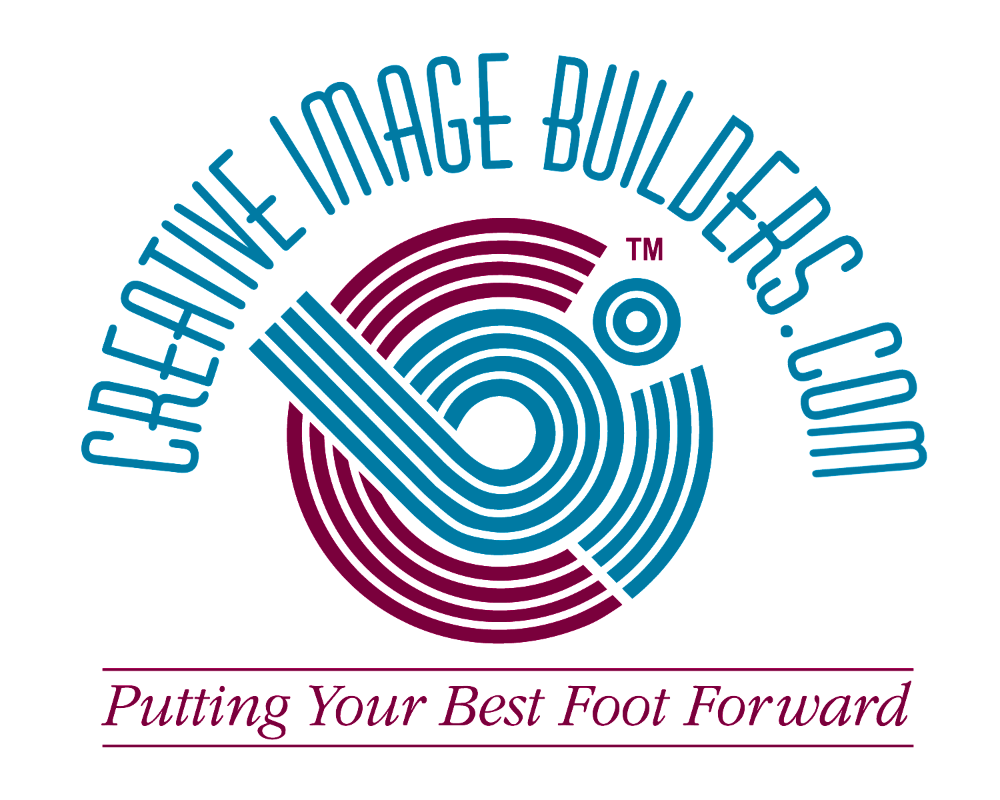 CREATIVE IMAGE BUILDERS.COM
TM
Putting Your Best Foot Forward